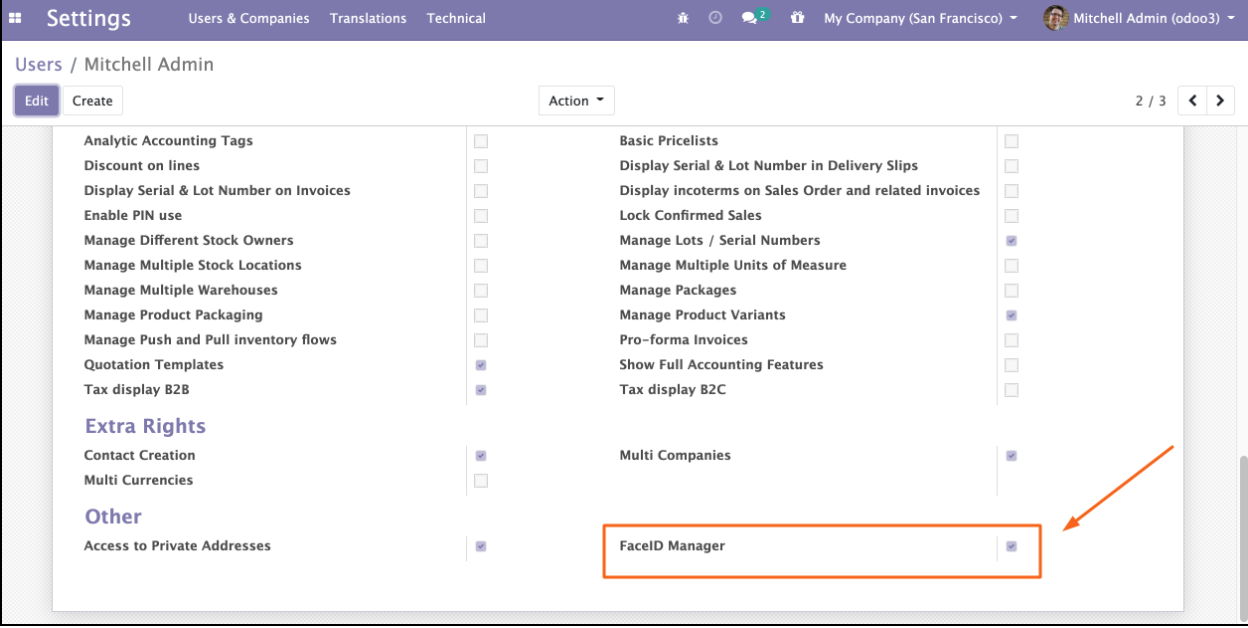 Settings Users & Companies Translations Technical 2 My Company (San Francisco) Mitchell Admin (odoo3)
Users / Mitchell Admin
Edit Create Action 2 / 3
Analytic Accounting Tags Basic Pricelists
Discount on lines Display Serial & Lot Number in Delivery Slips
Display Serial & Lot Number on Invoices Display incoterms on Sales Order and related invoices
Enable PIN use Lock Confirmed Sales
Manage Different Stock Owners Manage Lots / Serial Numbers
Manage Multiple Stock Locations Manage Multiple Units of Measure
Manage Multiple Warehouses Manage Packages
Manage Product Packaging Manage Product Variants
Manage Push and Pull inventory flows Pro-forma Invoices
Quotation Templates Show Full Accounting Features
Tax display B2B Tax display B2C
Extra Rights
Contact Creation Multi Companies
Multi Currencies
Other
Access to Private Addresses FaceID Manager